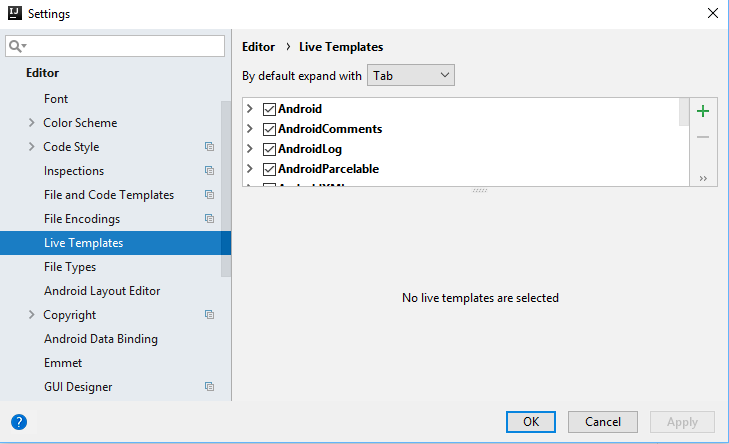 IJ Settings
Editor
Font
Color Scheme
Code Style
Inspections
File and Code Templates
File Encodings
Live Templates
File Types
Android Layout Editor
Copyright
Android Data Binding
Emmet
GUI Designer
Editor > Live Templates
By default expand with Tab
Android
AndroidComments
AndroidLog
AndroidParcelable
No live templates are selected
? OK Cancel Apply